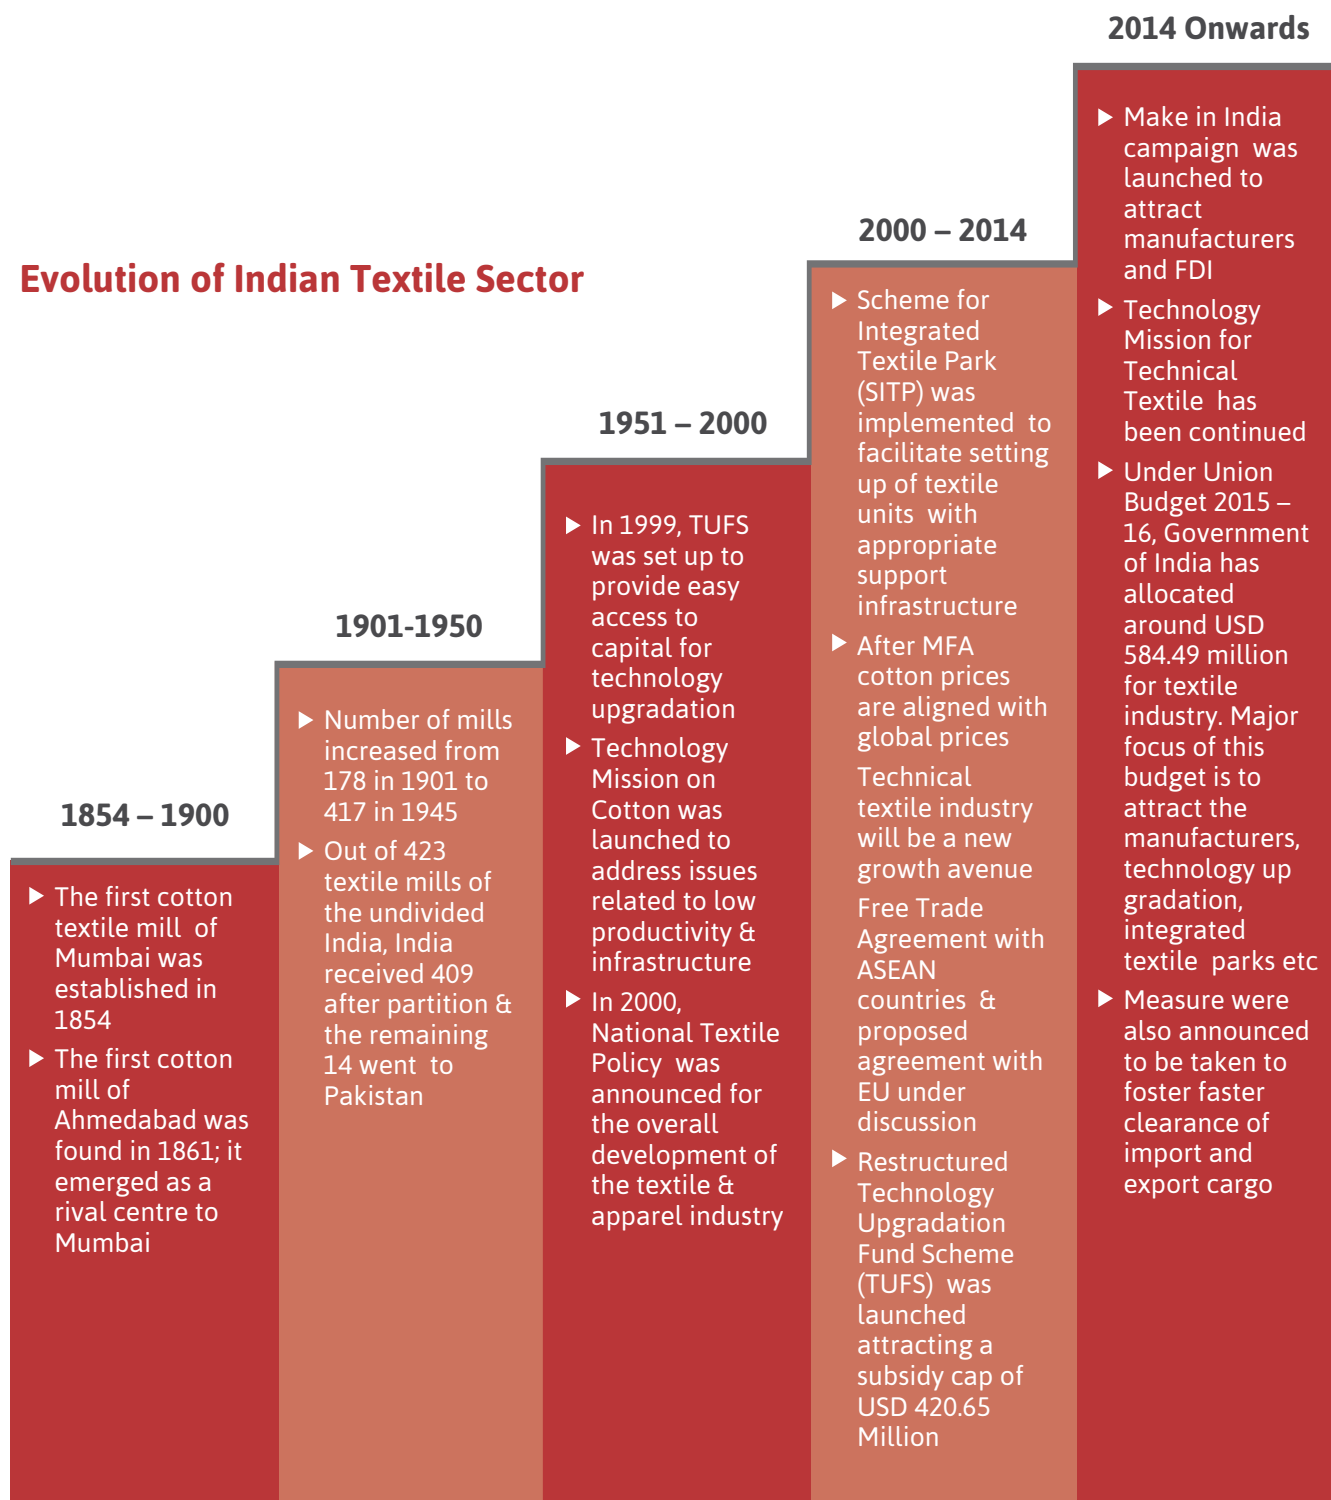 Evolution of Indian Textile Sector
1854 – 1900
▶ The first cotton
textile mill of
Mumbai was
established in
1854
▶ The first cotton
mill of
Ahmedabad was
found in 1861; it
emerged as a
rival centre to
Mumbai
1901-1950
▶ Number of mills
increased from
178 in 1901 to
417 in 1945
▶ Out of 423
textile mills of
the undivided
India, India
received 409
after partition &
the remaining
14 went to
Pakistan
1951 – 2000
▶ In 1999, TUFS
was set up to
provide easy
access to
capital for
technology
upgradation
▶ Technology
Mission on
Cotton was
launched to
address issues
related to low
productivity &
infrastructure
▶ In 2000,
National Textile
Policy was
announced for
the overall
development of
the textile &
apparel industry
2000 – 2014
▶ Scheme for
Integrated
Textile Park
(SITP) was
implemented to
facilitate setting
up of textile
units with
appropriate
support
infrastructure
▶ After MFA
cotton prices
are aligned with
global prices
Technical
textile industry
will be a new
growth avenue
Free Trade
Agreement with
ASEAN
countries &
proposed
agreement with
EU under
discussion
▶ Restructured
Technology
Upgradation
Fund Scheme
(TUFS) was
launched
attracting a
subsidy cap of
USD 420.65
Million
2014 Onwards
▶ Make in India
campaign was
launched to
attract
manufacturers
and FDI
▶ Technology
Mission for
Technical
Textile has
been continued
▶ Under Union
Budget 2015 –
16, Government
of India has
allocated
around USD
584.49 million
for textile
industry. Major
focus of this
budget is to
attract the
manufacturers,
technology up
gradation,
integrated
textile parks etc
▶ Measure were
also announced
to be taken to
foster faster
clearance of
import and
export cargo